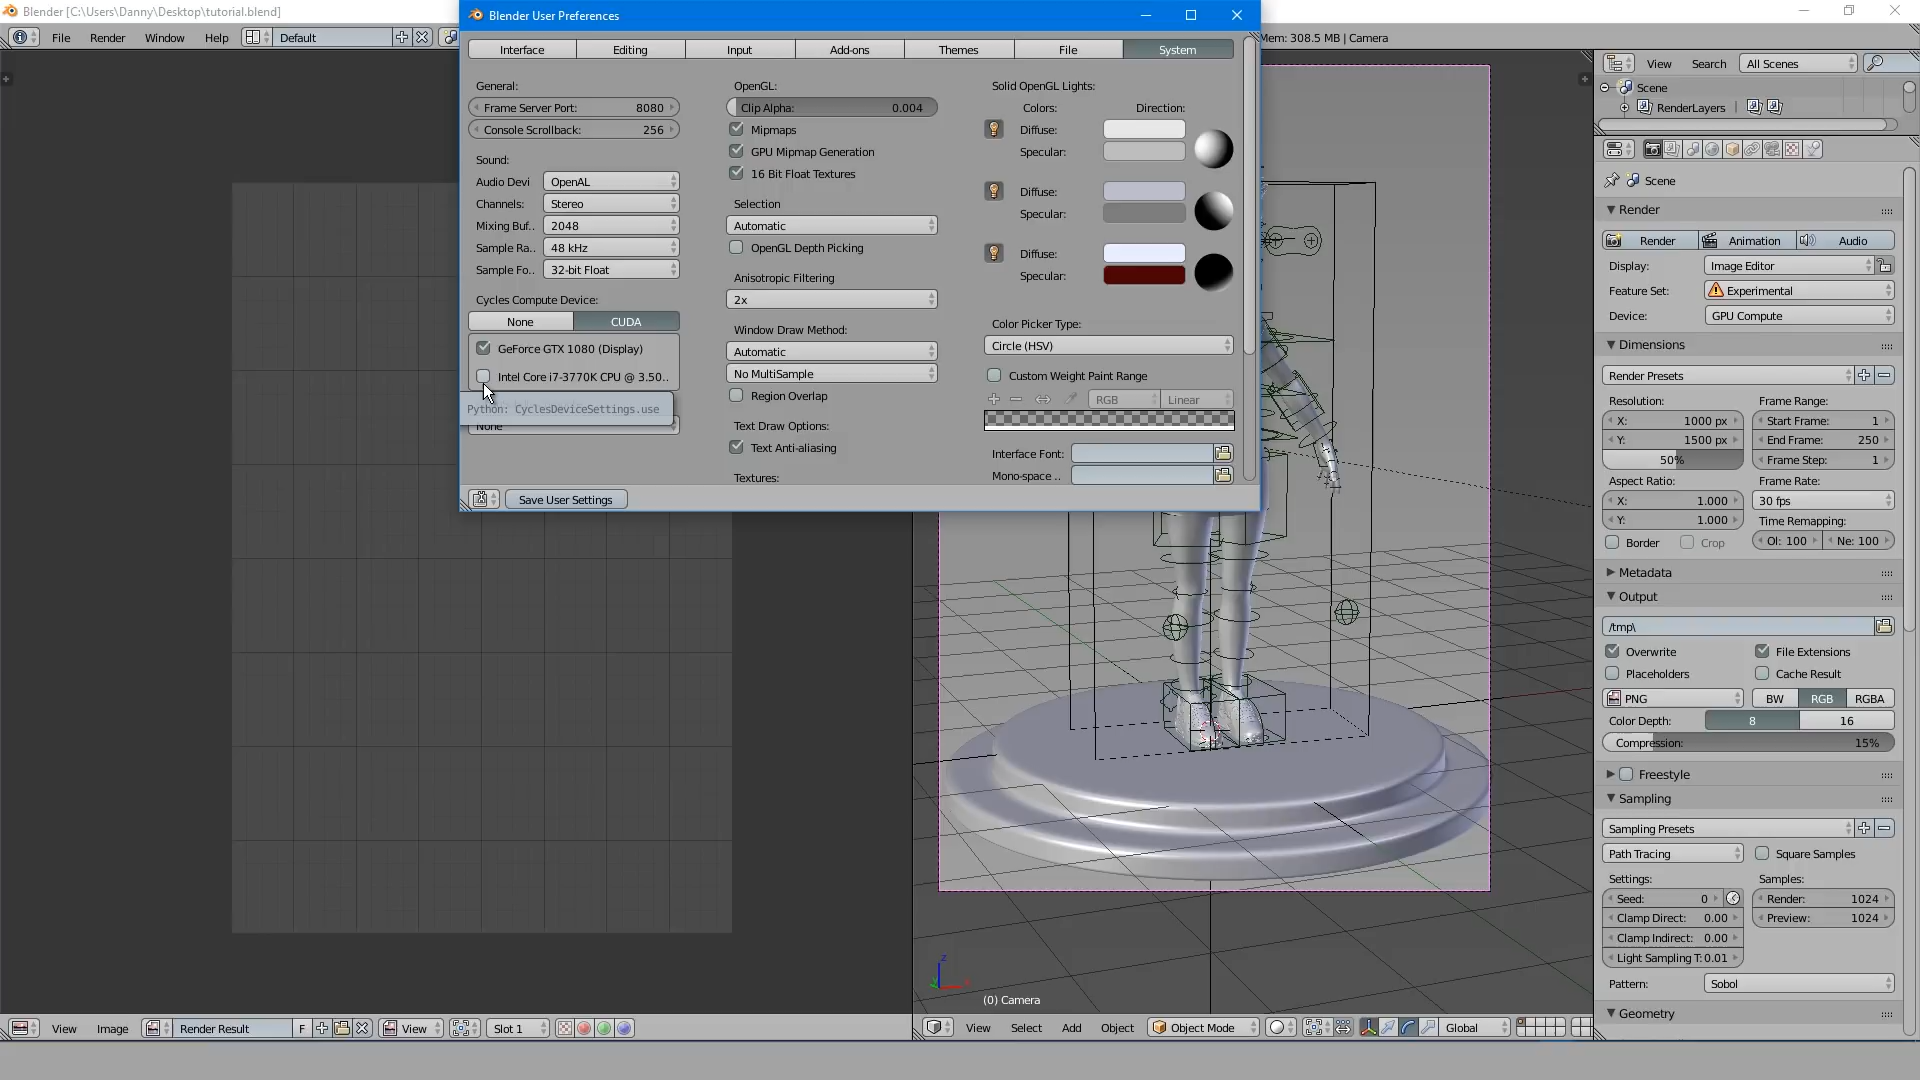 Blender [C:\Users\Danny\Desktop\tutorial.blend]
File Render Window Help Default
Mem: 308.5 MB | Camera
Blender User Preferences
Interface Editing Input Add-ons Themes File System
General:
Frame Server Port: 8080
Console Scrollback: 256
Sound:
Audio Devi OpenAL
Channels: Stereo
Mixing Buf.. 2048
Sample Ra.. 48 kHz
Sample Fo.. 32-bit Float
Cycles Compute Device:
None CUDA
GeForce GTX 1080 (Display)
Intel Core i7-3770K CPU @ 3.50..
Python: CyclesDeviceSettings.use
None
Save User Settings
OpenGL:
Clip Alpha: 0.004
Mipmaps
GPU Mipmap Generation
16 Bit Float Textures
Selection
Automatic
OpenGL Depth Picking
Anisotropic Filtering
2x
Window Draw Method:
Automatic
No MultiSample
Region Overlap
Text Draw Options:
Text Anti-aliasing
Textures:
Solid OpenGL Lights:
Colors: Direction:
Diffuse:
Specular:
Diffuse:
Specular:
Diffuse:
Specular:
Color Picker Type:
Circle (HSV)
Custom Weight Paint Range
RGB Linear
Interface Font:
Mono-space ..
View Search All Scenes
Scene
RenderLayers
Scene
Render
Render Animation Audio
Display: Image Editor
Feature Set: Experimental
Device: GPU Compute
Dimensions
Render Presets
Resolution: Frame Range:
X: 1000 px Start Frame: 1
Y: 1500 px End Frame: 250
50% Frame Step: 1
Aspect Ratio: Frame Rate:
X: 1.000 30 fps
Y: 1.000 Time Remapping:
Border Crop Ol: 100 Ne: 100
Metadata
Output
/tmp\
Overwrite File Extensions
Placeholders Cache Result
PNG BW RGB RGBA
Color Depth: 8 16
Compression: 15%
Freestyle
Sampling
Sampling Presets
Path Tracing Square Samples
Settings: Samples:
Seed: 0 Render: 1024
Clamp Direct: 0.00 Preview: 1024
Clamp Indirect: 0.00
Light Sampling T: 0.01
Pattern: Sobol
Geometry
z
(0) Camera
View Image Render Result F View Slot 1
View Select Add Object Object Mode Global